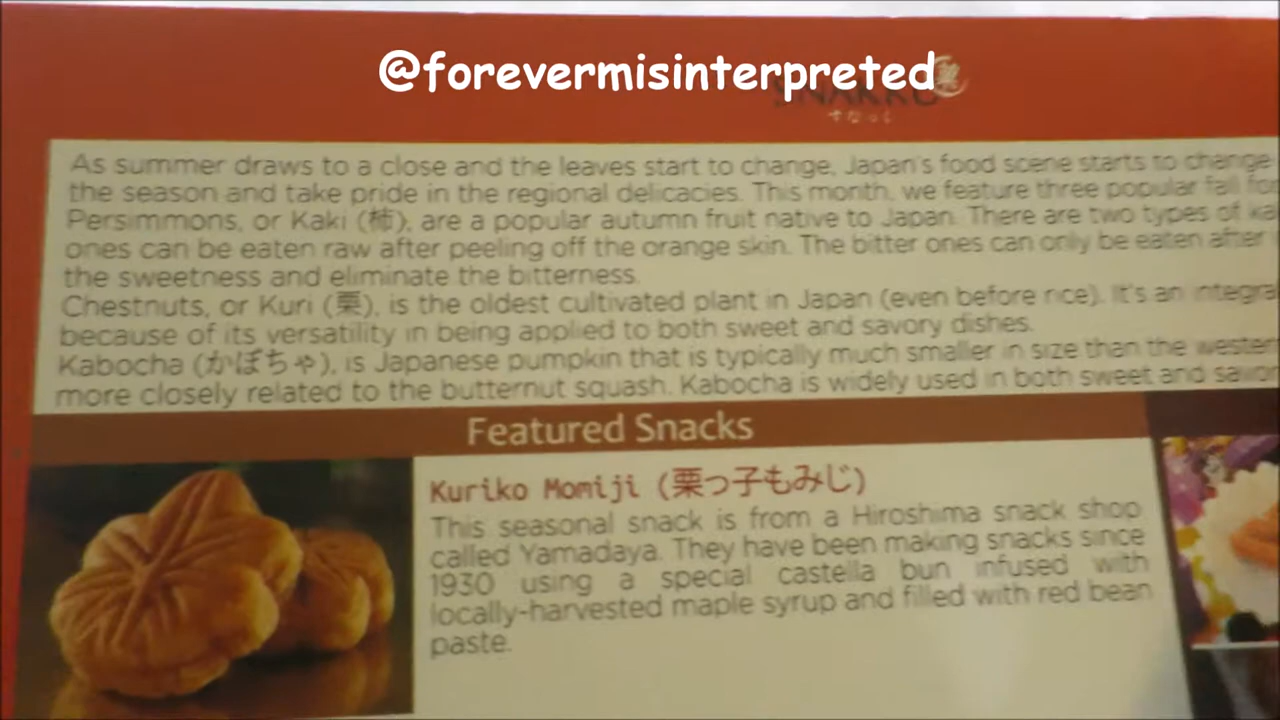 @forevermisinterpreted
SNAKKU
すなっく
As summer draws to a close and the leaves start to change, Japan's food scene starts to change
the season and take pride in the regional delicacies. This month, we feature three popular fall
Persimmons, or Kaki (柿), are a popular autumn fruit native to Japan. There are two types of
ones can be eaten raw after peeling off the orange skin. The bitter ones can only be eaten after
the sweetness and eliminate the bitterness.
Chestnuts, or Kuri (栗), is the oldest cultivated plant in Japan (even before rice). It's an integral
because of its versatility in being applied to both sweet and savory dishes.
Kabocha (かぼちゃ), is Japanese pumpkin that is typically much smaller in size than the western
more closely related to the butternut squash. Kabocha is widely used in both sweet and
Featured Snacks
Kuriko Momiji (栗っ子もみじ)
This seasonal snack is from a Hiroshima snack shop
called Yamadaya. They have been making snacks since
1930 using a special castella bun infused with
locally-harvested maple syrup and filled with red bean
paste.